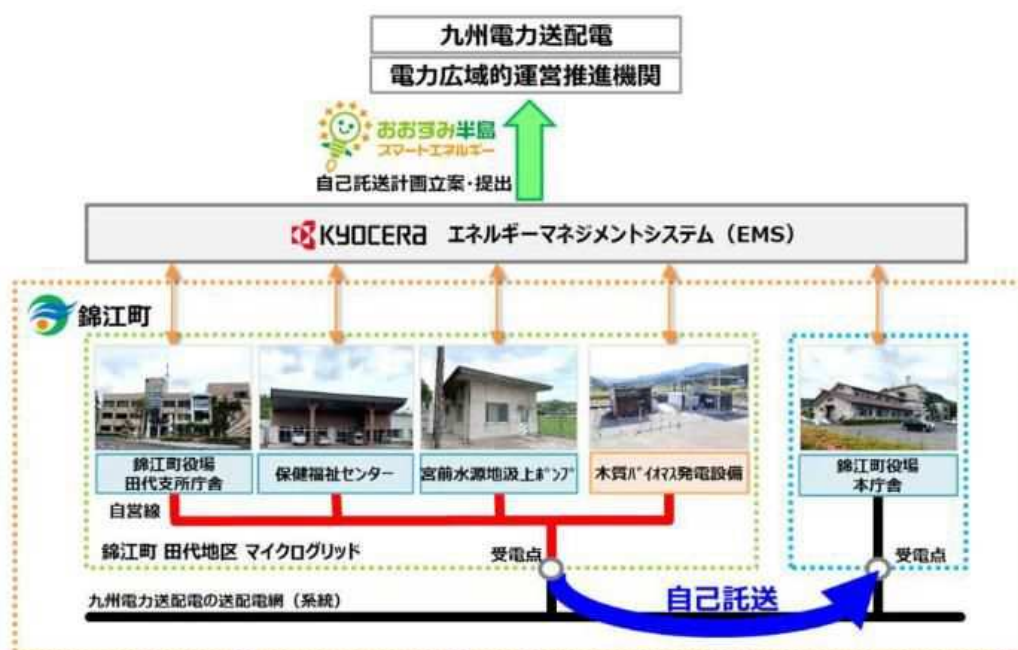 九州電力送配電
電力広域的運営推進機関
おおすみ半島
スマートエネルギー
自己託送計画立案・提出
KYOCERA エネルギーマネジメントシステム（EMS）
錦江町
錦江町役場
田代支所庁舎
保健福祉センター
宮前水源地汲上ﾎﾟﾝﾌﾟ
木質ﾊﾞｲｵﾏｽ発電設備
錦江町役場
本庁舎
自営線
錦江町 田代地区 マイクログリッド
受電点
受電点
九州電力送配電の送配電網（系統）
自己託送